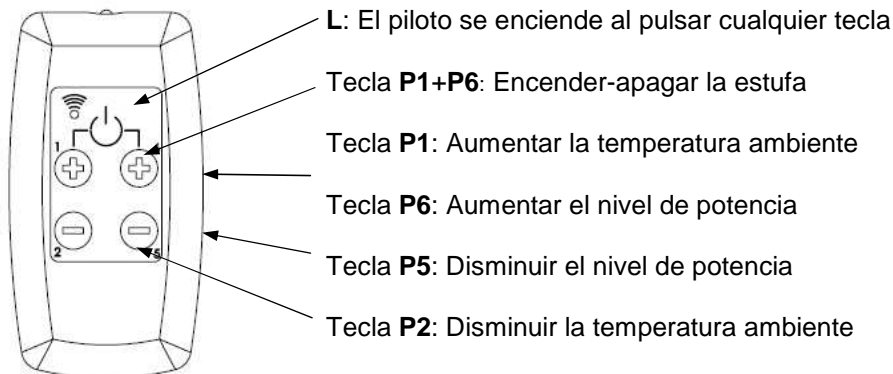 L: El piloto se enciende al pulsar cualquier tecla
Tecla P1+P6: Encender-apagar la estufa
1
Tecla P1: Aumentar la temperatura ambiente
Tecla P6: Aumentar el nivel de potencia
2 5
Tecla P5: Disminuir el nivel de potencia
Tecla P2: Disminuir la temperatura ambiente